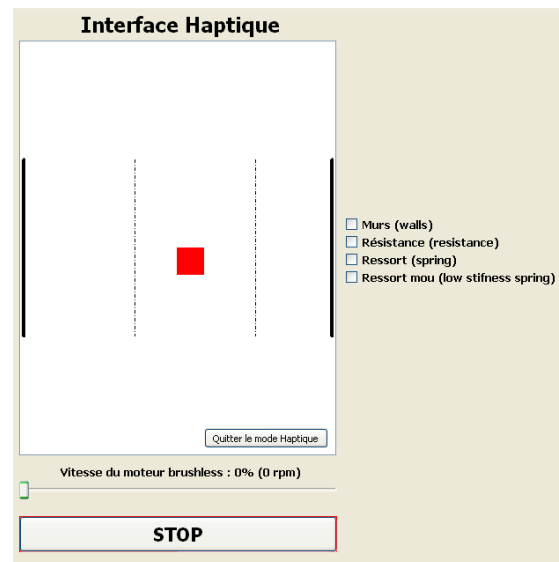 Interface Haptique
Murs (walls)
Résistance (resistance)
Ressort (spring)
Ressort mou (low stifness spring)
Quitter le mode Haptique
Vitesse du moteur brushless : 0% (0 rpm)
STOP